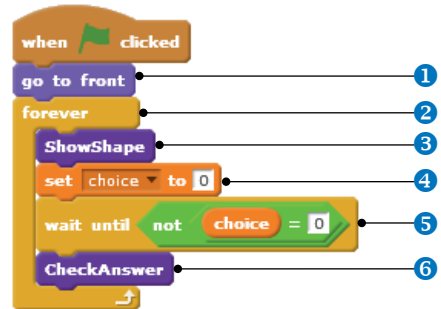 when clicked
go to front 1
forever 2
ShowShape 3
set choice to 0 4
wait until not choice = 0 5
CheckAnswer 6